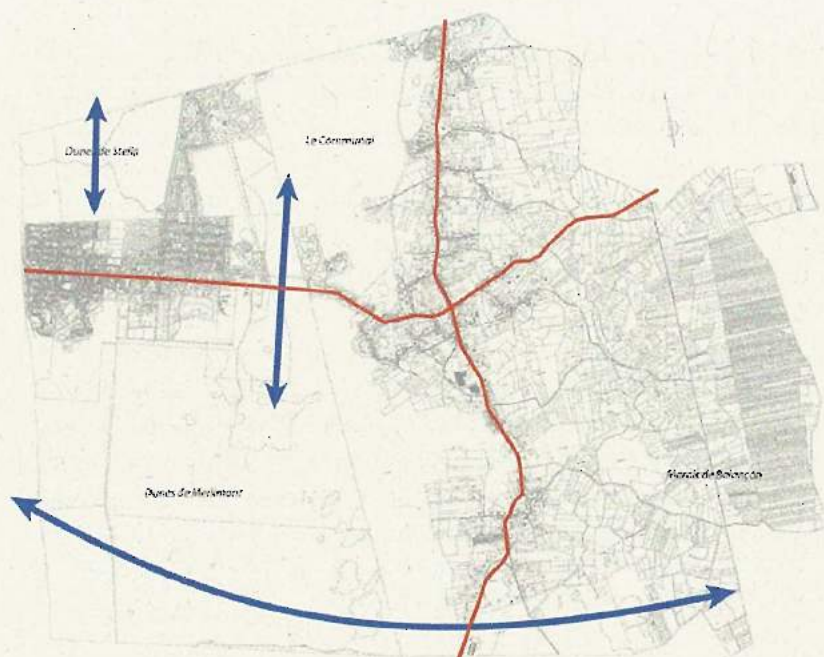 Dunes de Stella
Le Communal
Dunes de Merlimont
Marais de Balançon